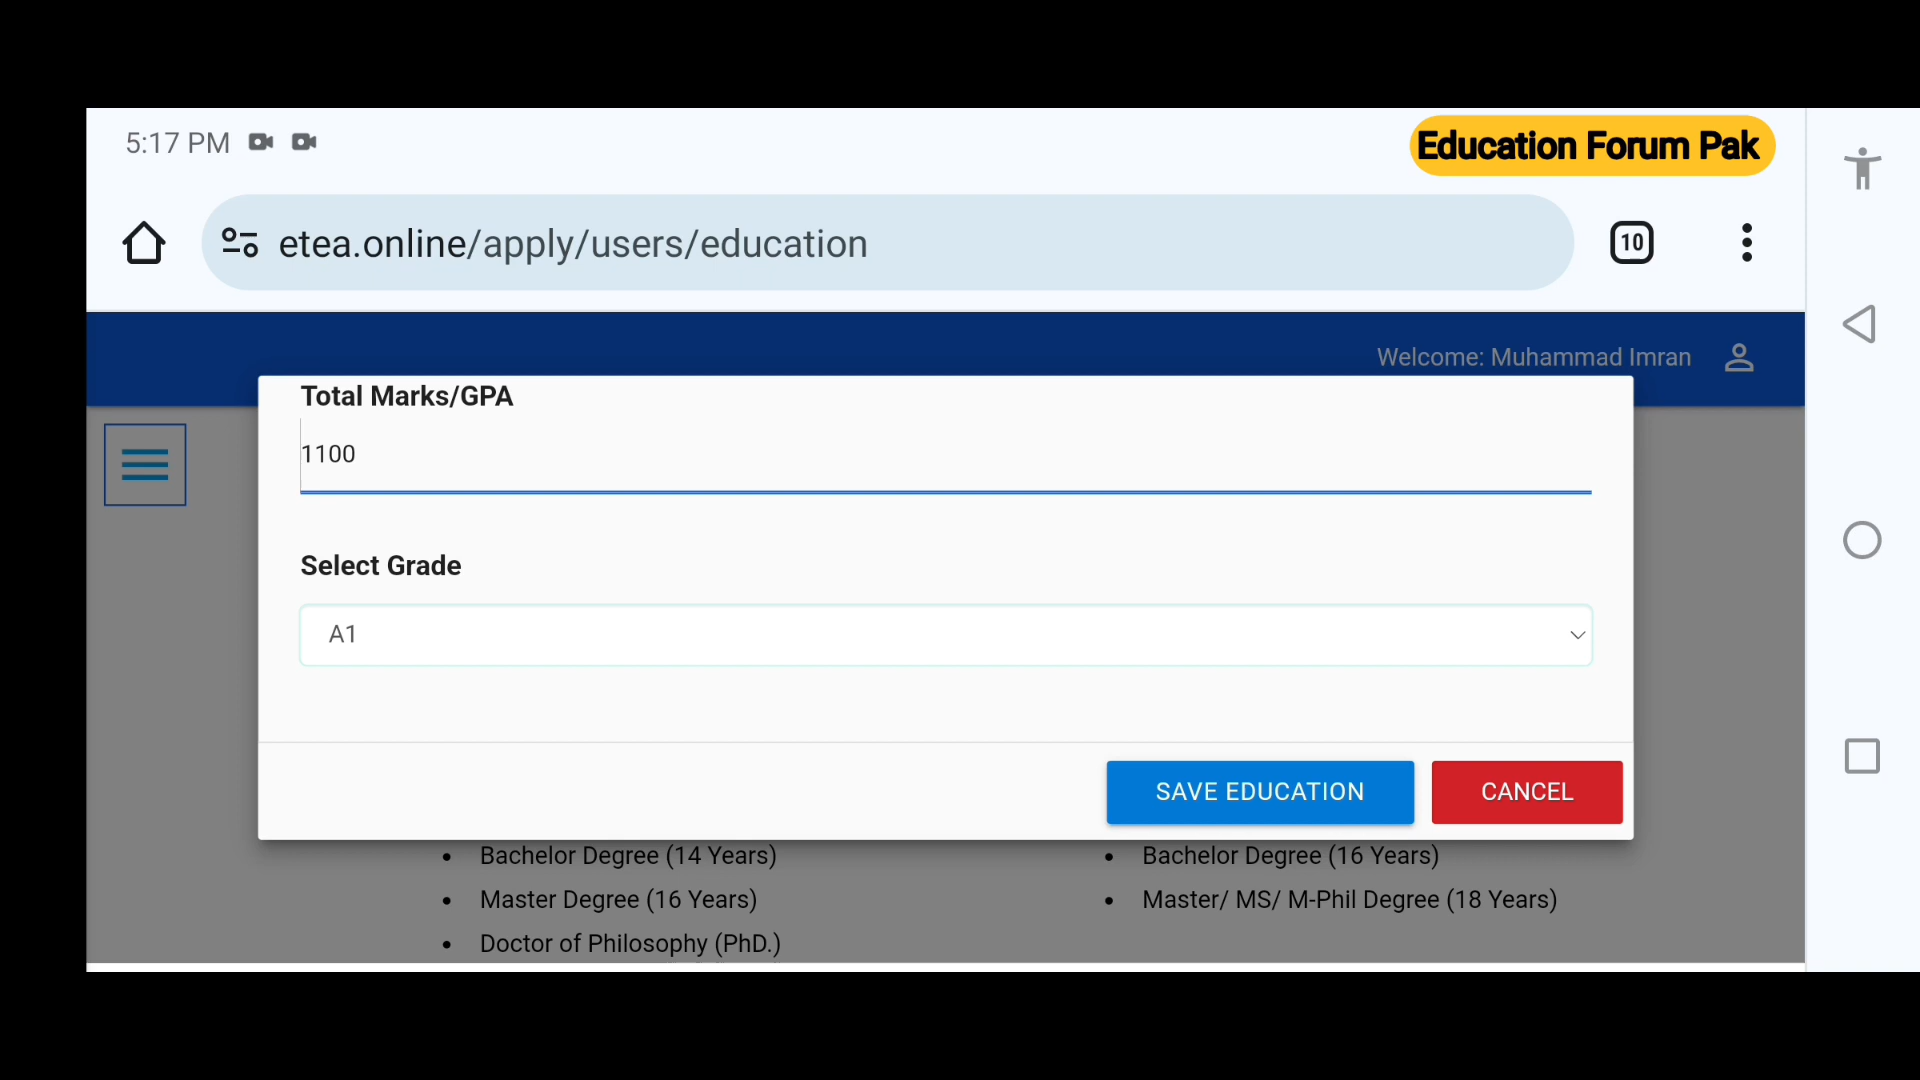 5:17 PM
Education Forum Pak
etea.online/apply/users/education
10
Welcome: Muhammad Imran
Total Marks/GPA
1100
Select Grade
A1
SAVE EDUCATION
CANCEL
Bachelor Degree (14 Years)
Bachelor Degree (16 Years)
Master Degree (16 Years)
Master/ MS/ M-Phil Degree (18 Years)
Doctor of Philosophy (PhD.)